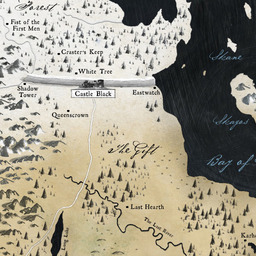 Forest
Fist of the
First Men
Craster's Keep
Skane
White Tree
Shadow
Tower
Castle Black
Eastwatch
Queenscrown
Skagos
The Gift
Bay of
Last Hearth
The Last River
Karh